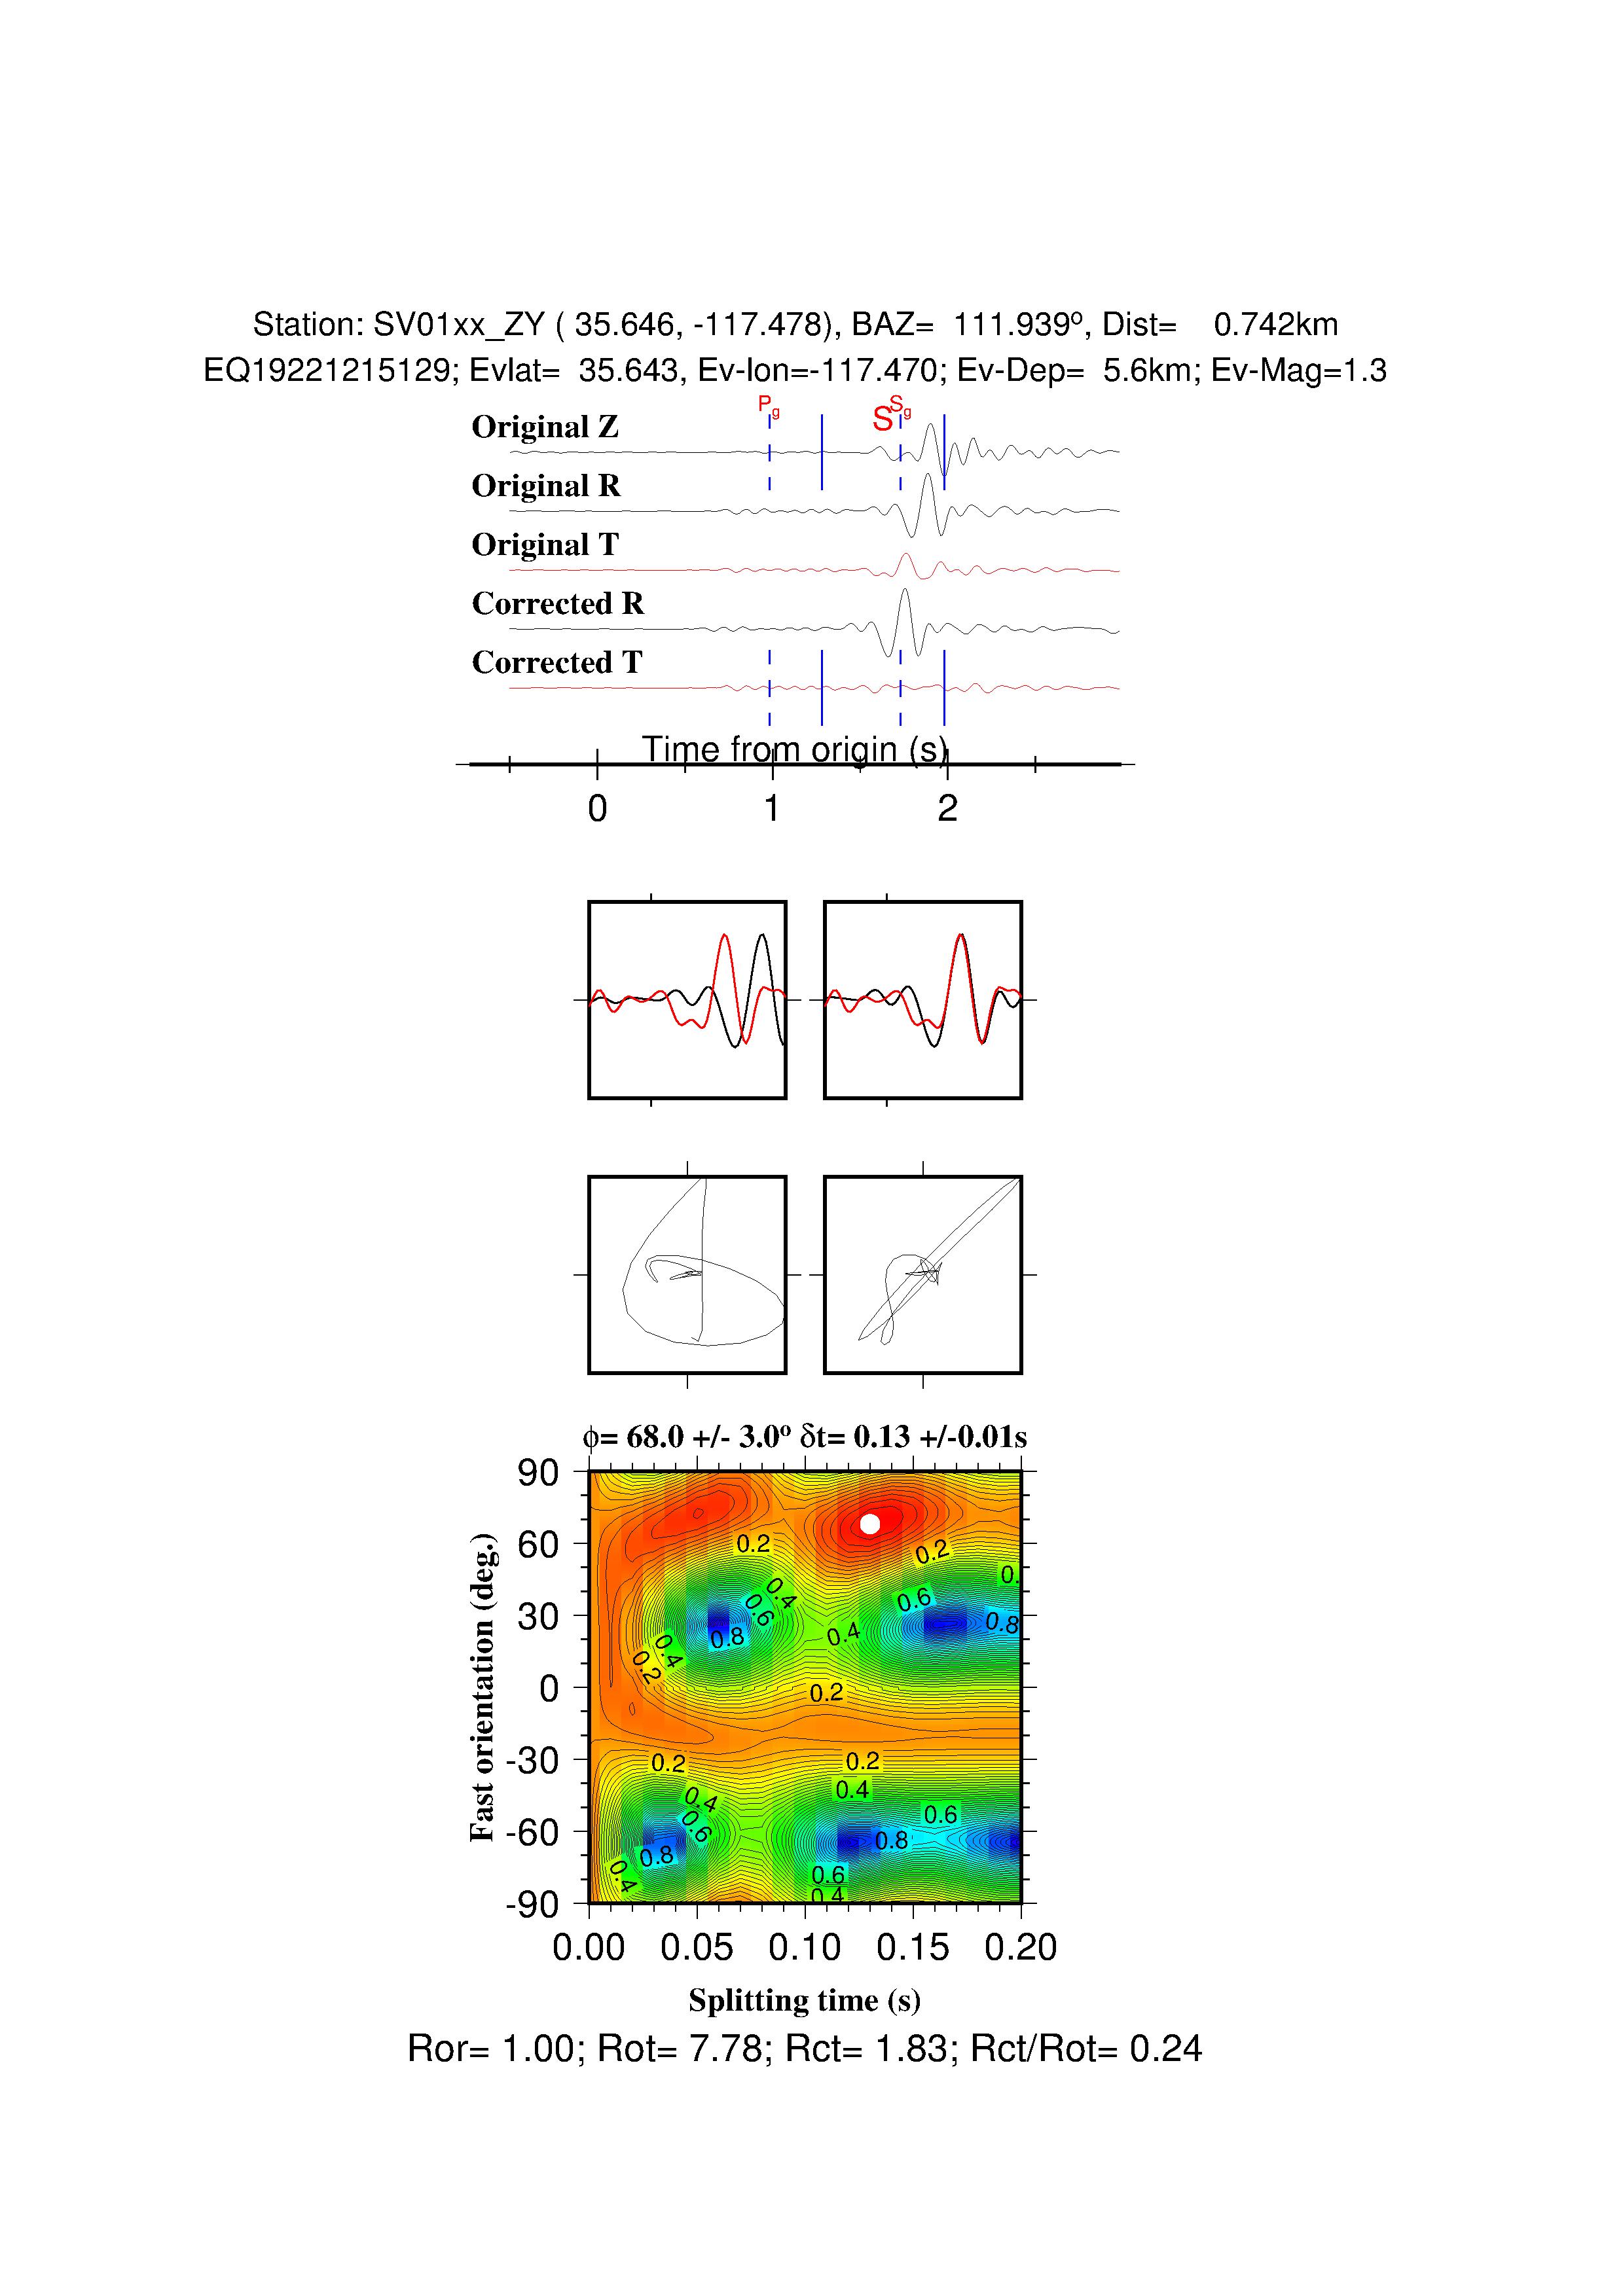 Station: SV01xx_ZY ( 35.646, -117.478), BAZ= 111.939º, Dist= 0.742km
EQ19221215129; Evlat= 35.643, Ev-lon=-117.470; Ev-Dep= 5.6km; Ev-Mag=1.3
Pg
S
Sg
Original Z
Original R
Original T
Corrected R
Corrected T
Time from origin (s)
0 1 2
ϕ= 68.0 +/- 3.0º δt= 0.13 +/-0.01s
Fast orientation (deg.)
90
60
30
0
-30
-60
-90
0.2
0.2
0.
0.4
0.6
0.6
0.8
0.8
0.4
0.4
0.2
0.2
0.2
0.2
0.4
0.4
0.6
0.6
0.8
0.8
0.4
0.6
0.4
0.00 0.05 0.10 0.15 0.20
Splitting time (s)
Ror= 1.00; Rot= 7.78; Rct= 1.83; Rct/Rot= 0.24